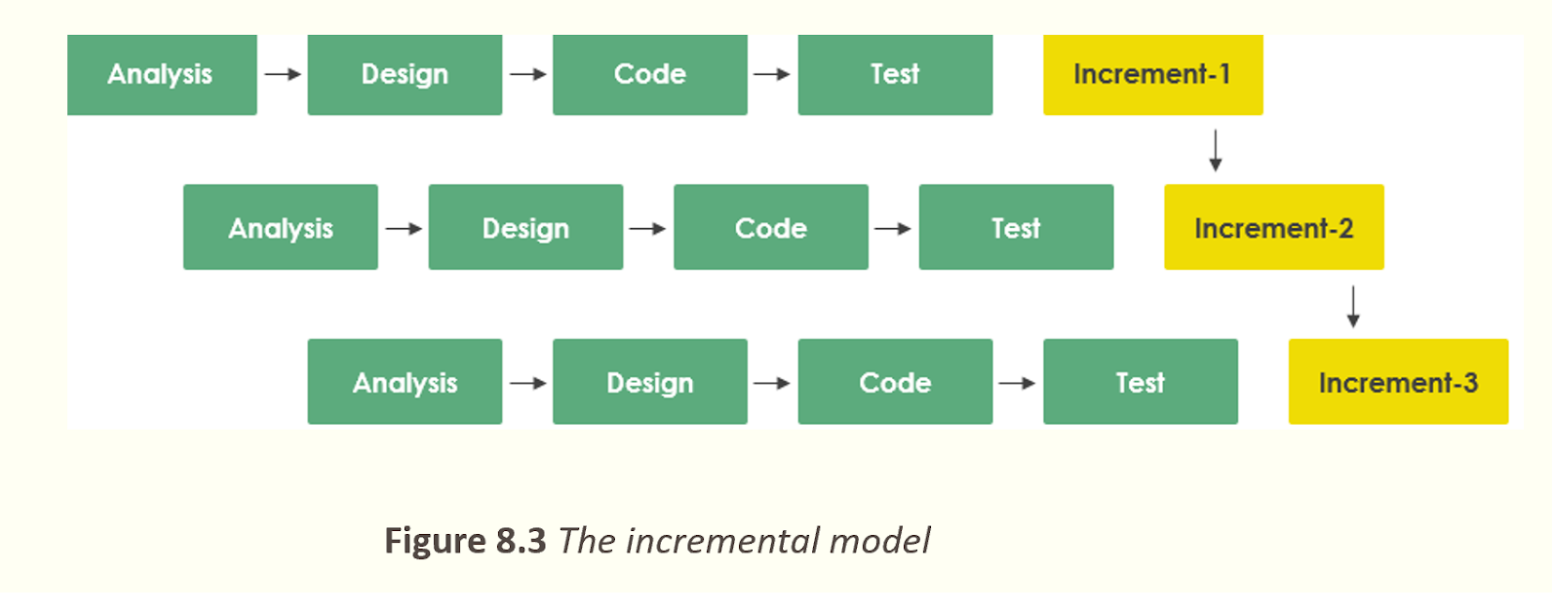 Analysis Design Code Test Increment-1
Analysis Design Code Test Increment-2
Analysis Design Code Test Increment-3
Figure 8.3 The incremental model